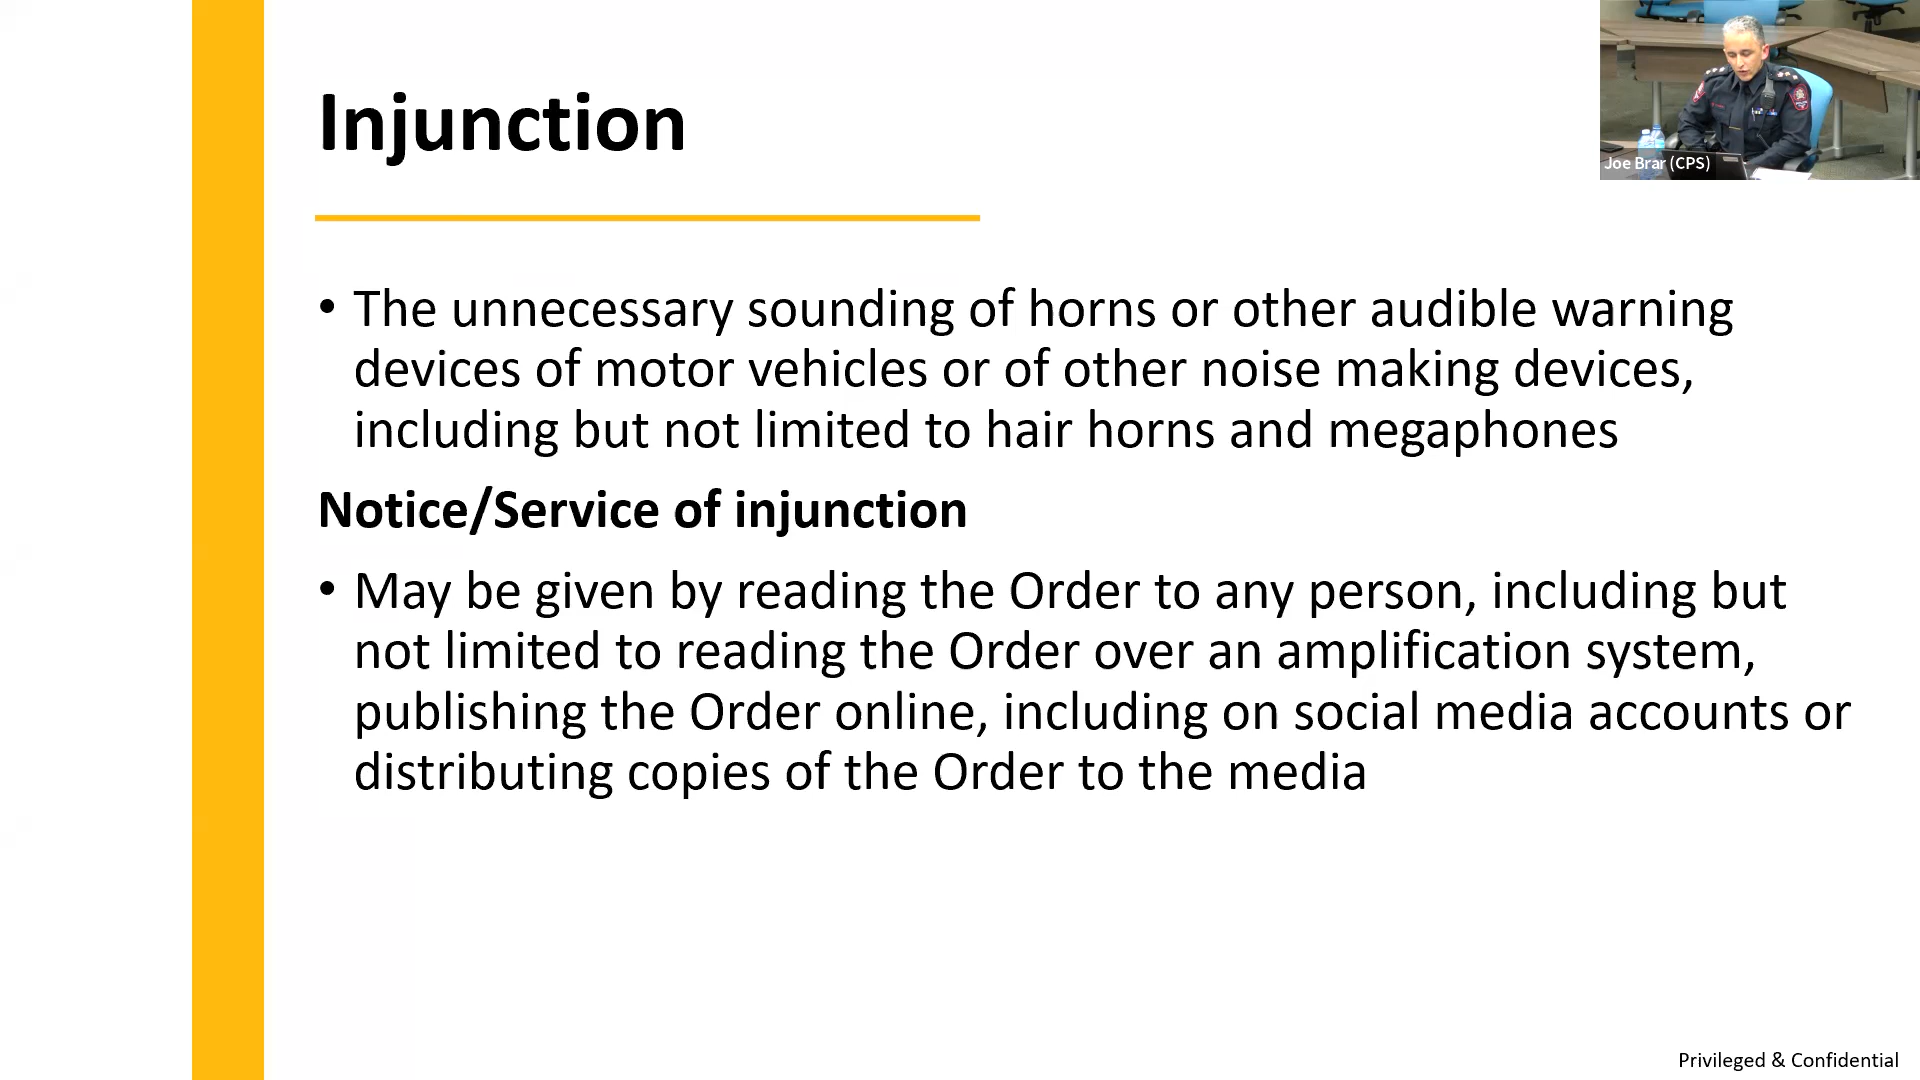 Injunction
Joe Brar (CPS)
• The unnecessary sounding of horns or other audible warning
devices of motor vehicles or of other noise making devices,
including but not limited to hair horns and megaphones
Notice/Service of injunction
• May be given by reading the Order to any person, including but
not limited to reading the Order over an amplification system,
publishing the Order online, including on social media accounts or
distributing copies of the Order to the media
Privileged & Confidential